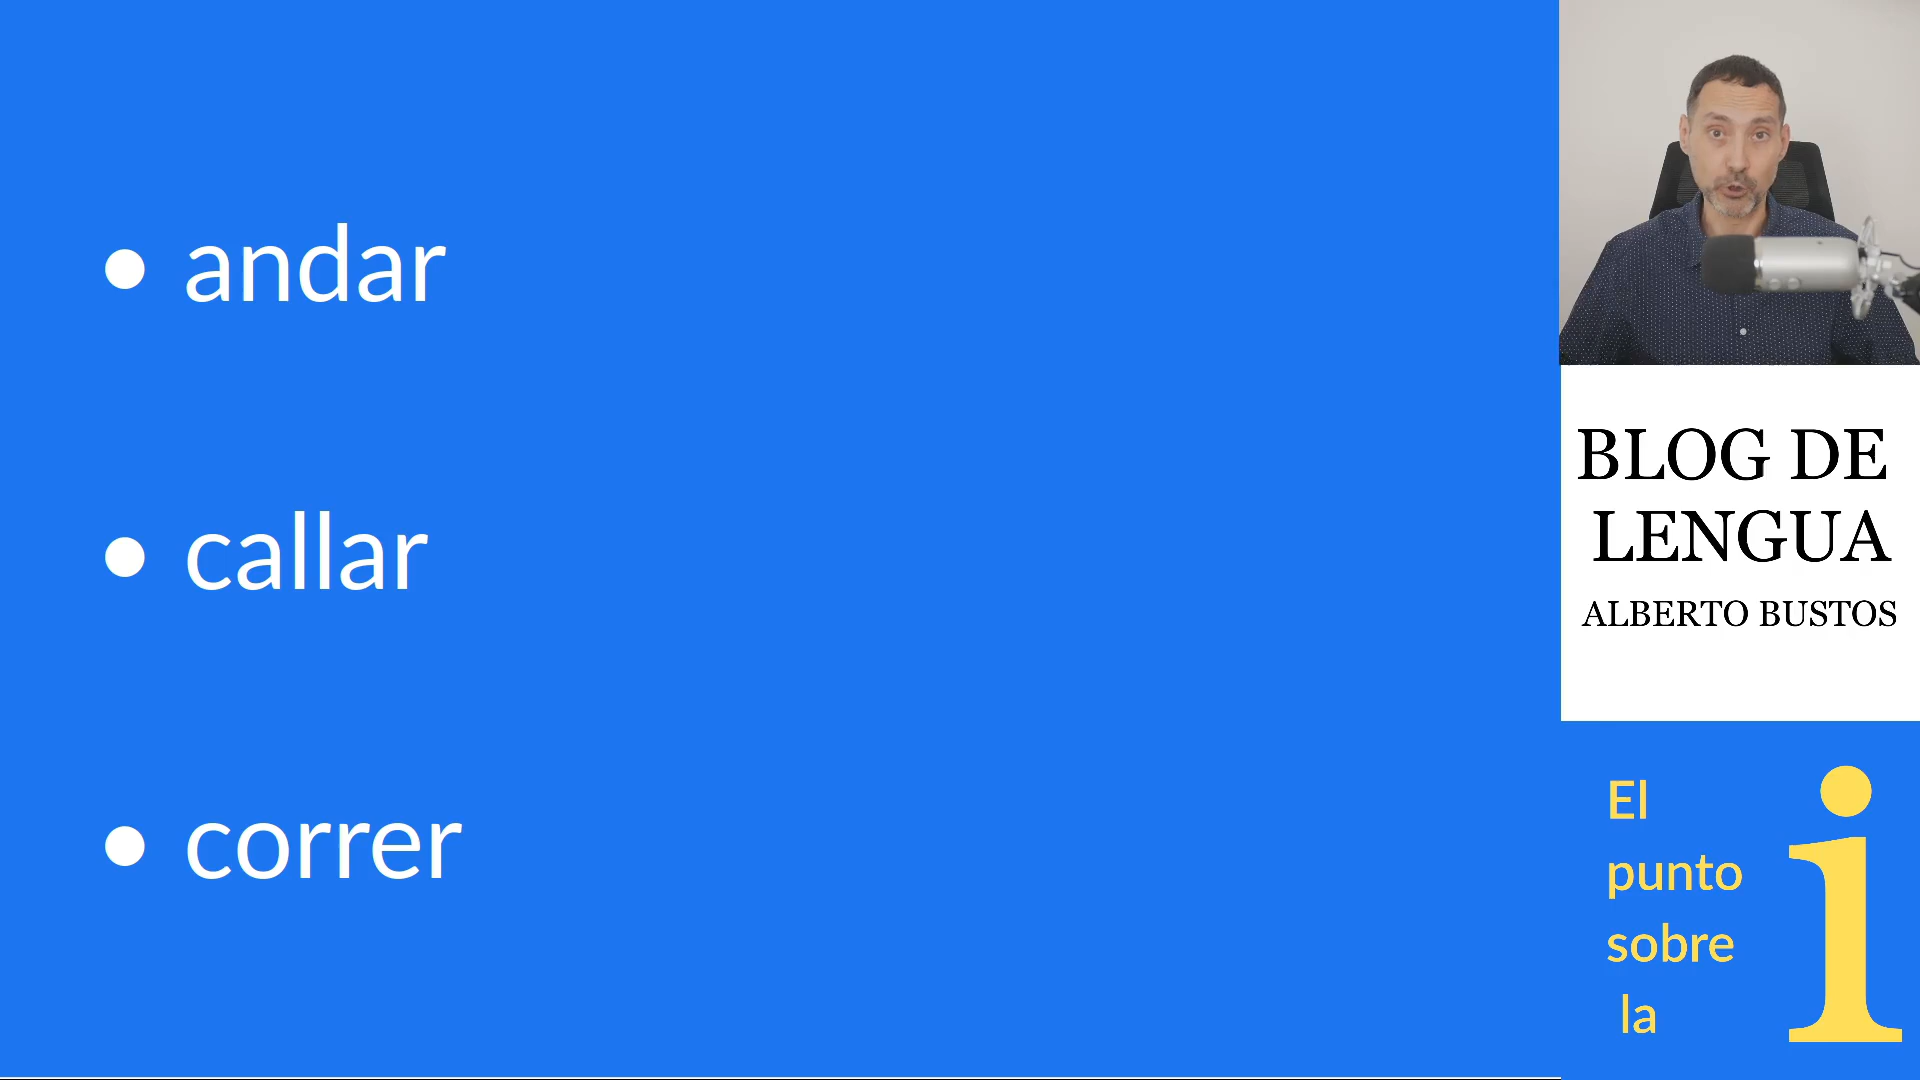 • andar
• callar
• correr
BLOG DE
LENGUA
ALBERTO BUSTOS
El
punto
sobre
la
i